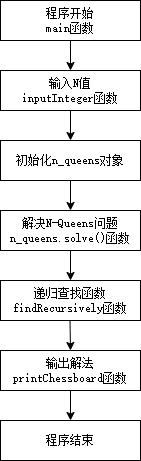 程序开始
main函数
输入N值
inputInteger函数
初始化n_queens对象
解决N-Queens问题
n_queens.solve()函数
递归查找函数
findRecursively函数
输出解法
printChessboard函数
程序结束